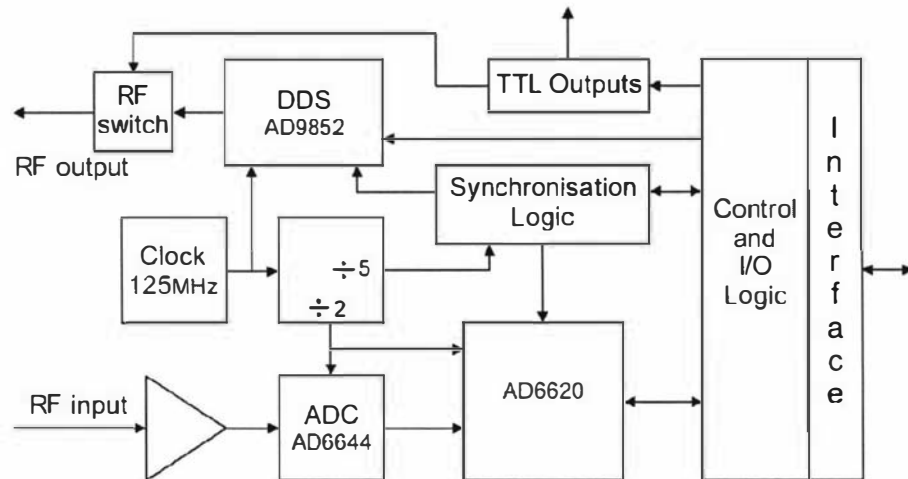 TTL Outputs
RF
switch
DDS
AD9852
RF output
Synchronisation
Logic
Clock
125MHz
÷5
÷2
Control
and
I/O
Logic
Interface
RF input
ADC
AD6644
AD6620